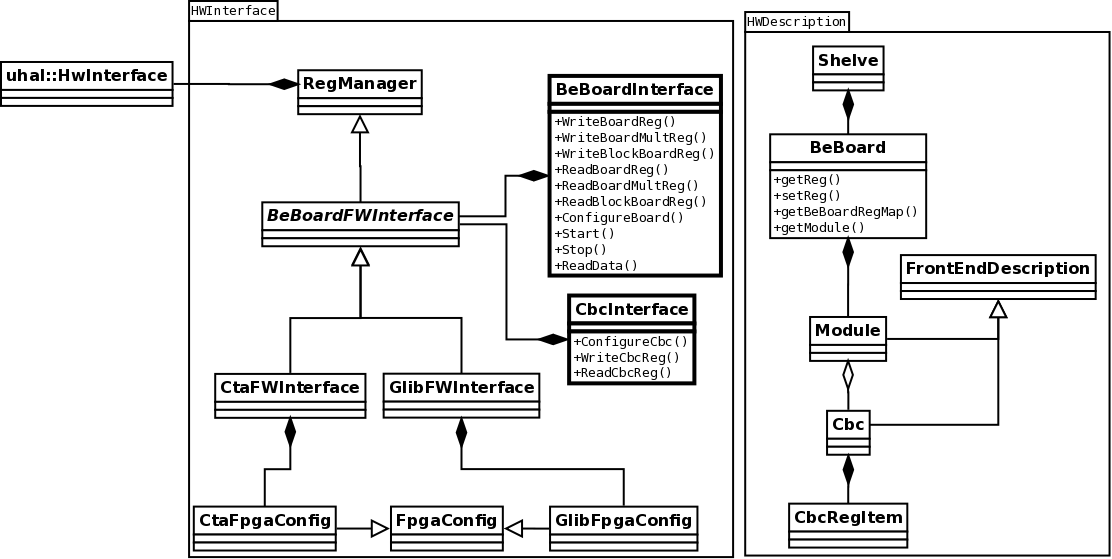 HWInterface
uhal::HwInterface
RegManager
BeBoardInterface
+WriteBoardReg()
+WriteBoardMultReg()
+WriteBlockBoardReg()
+ReadBoardReg()
+ReadBoardMultReg()
+ReadBlockBoardReg()
+ConfigureBoard()
+Start()
+Stop()
+ReadData()
BeBoardFWInterface
CbcInterface
+ConfigureCbc()
+WriteCbcReg()
+ReadCbcReg()
CtaFWInterface
GlibFWInterface
CtaFpgaConfig
FpgaConfig
GlibFpgaConfig
HWDescription
Shelve
BeBoard
+getReg()
+setReg()
+getBeBoardRegMap()
+getModule()
FrontEndDescription
Module
Cbc
CbcRegItem